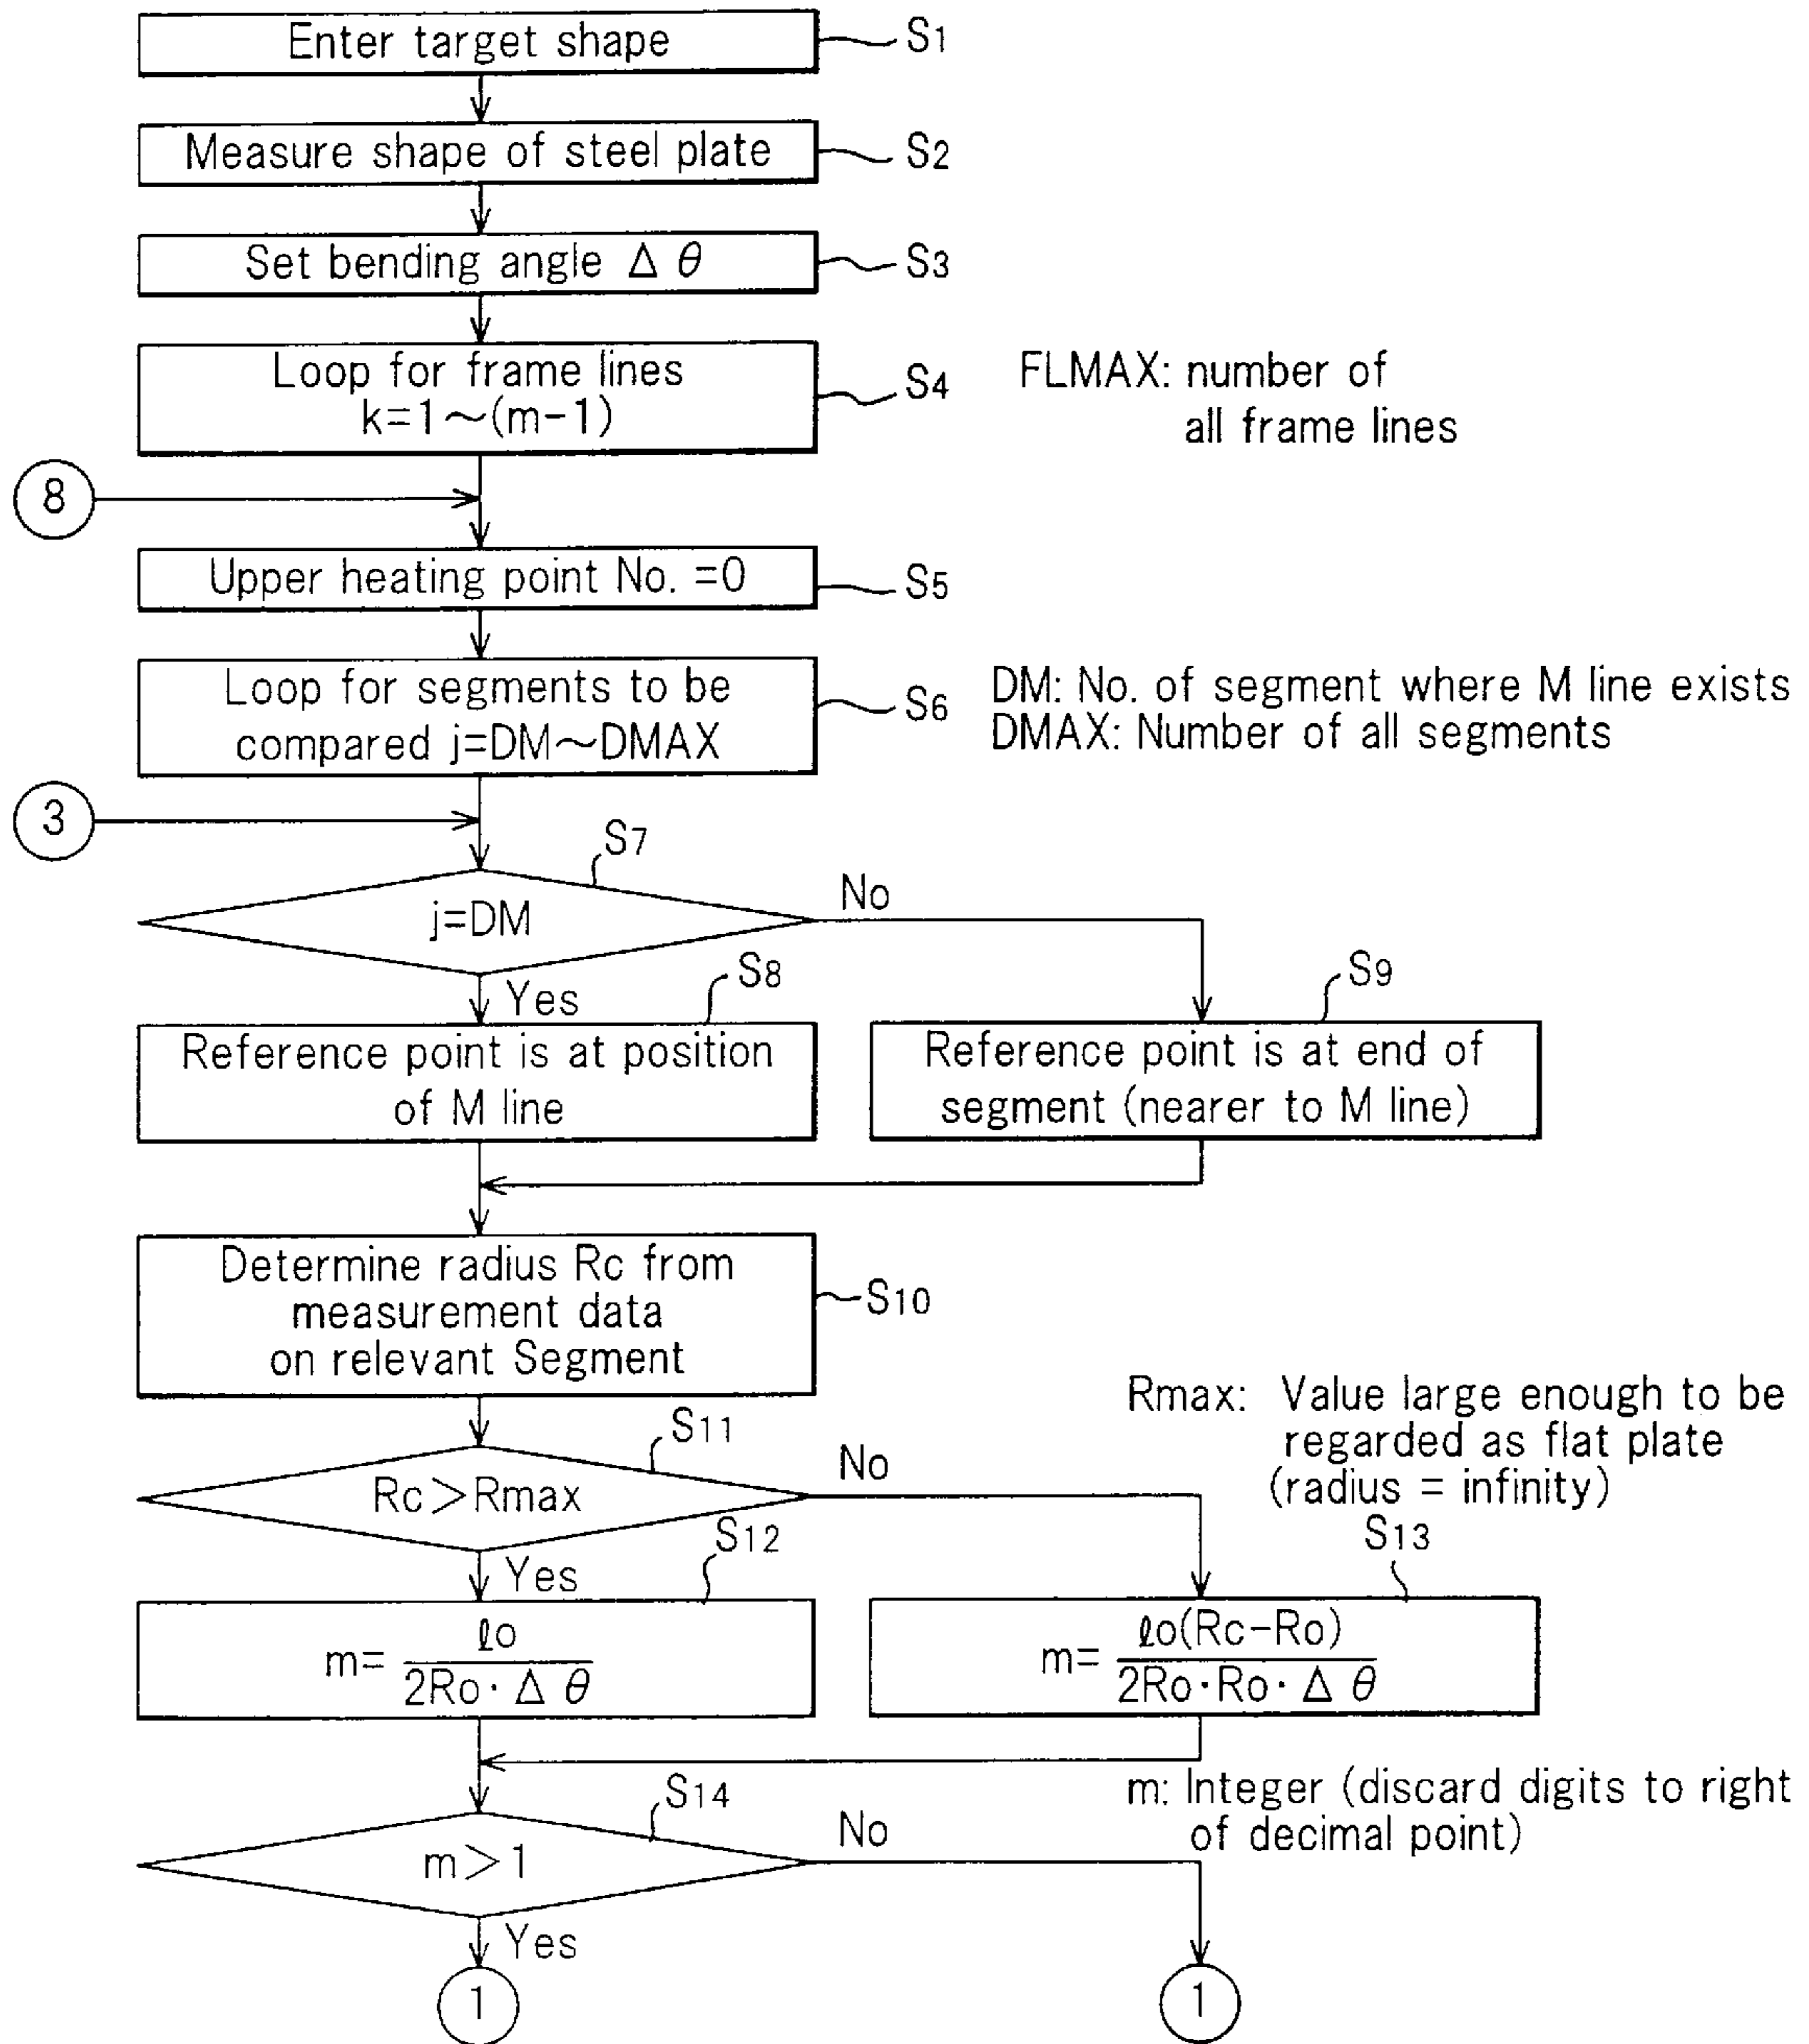 Enter target shape
S1
Measure shape of steel plate
S2
Set bending angle Δ θ
S3
Loop for frame lines
k=1~(m-1)
S4
FLMAX: number of
all frame lines
8
Upper heating point No. =0
S5
Loop for segments to be
compared j=DM~DMAX
S6
DM: No. of segment where M line exists
DMAX: Number of all segments
3
S7
j=DM
No
Yes
S8
Reference point is at position
of M line
S9
Reference point is at end of
segment (nearer to M line)
Determine radius Rc from
measurement data
on relevant Segment
S10
Rmax: Value large enough to be
regarded as flat plate
(radius = infinity)
S11
Rc>Rmax
No
Yes
S12
m= ℓo
2Ro· Δ θ
S13
m= ℓo(Rc-Ro)
2Ro·Ro· Δ θ
m: Integer (discard digits to right
of decimal point)
S14
m>1
No
Yes
1
1